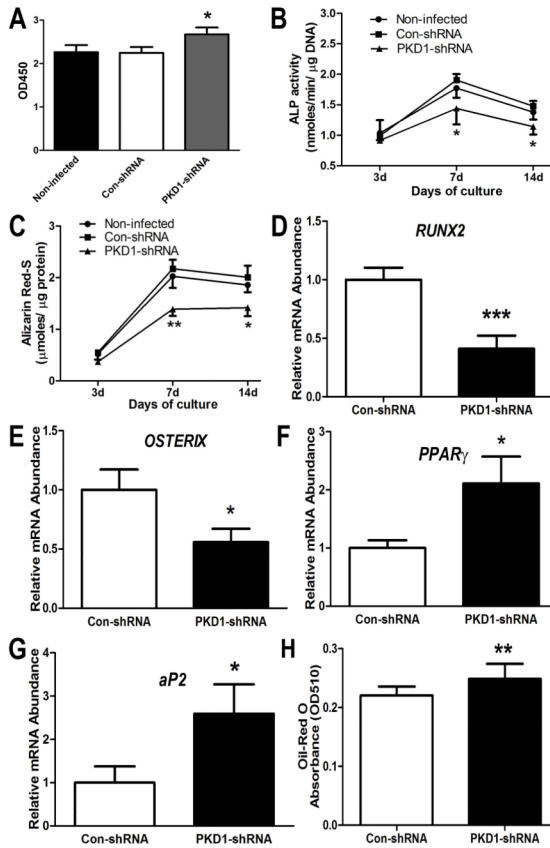 A
OD450
3
2
1
0
*
Non-infected
Con-shRNA
PKD1-shRNA
B
ALP activity
(nmoles/min/ μg DNA)
2.5
2.0
1.5
1.0
0.5
Non-infected
Con-shRNA
PKD1-shRNA
*
*
3d 7d 14d
Days of culture
C
Alizarin Red-S
(μmoles/ μg protein)
3
2
1
0
Non-infected
Con-shRNA
PKD1-shRNA
**
*
3d 7d 14d
Days of culture
D
RUNX2
Relative mRNA Abundance
1.5
1.0
0.5
0.0
***
Con-shRNA PKD1-shRNA
E
OSTERIX
Relative mRNA Abundance
1.5
1.0
0.5
0.0
*
Con-shRNA PKD1-shRNA
F
PPARγ
Relative mRNA Abundance
3
2
1
0
*
Con-shRNA PKD1-shRNA
G
aP2
Relative mRNA Abundance
4
3
2
1
0
*
Con-shRNA PKD1-shRNA
H
Oil-Red O
Absorbance (OD510)
0.3
0.2
0.1
0.0
**
Con-shRNA PKD1-shRNA